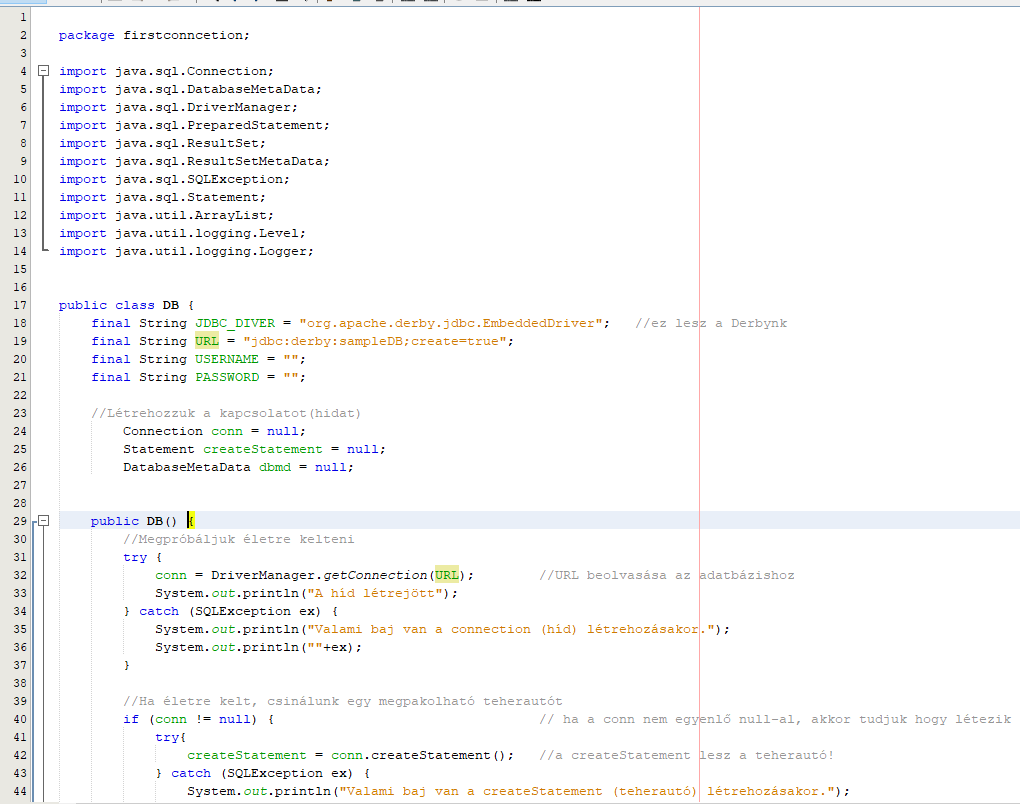 1
2 package firstconncetion;
3
4 import java.sql.Connection;
5 import java.sql.DatabaseMetaData;
6 import java.sql.DriverManager;
7 import java.sql.PreparedStatement;
8 import java.sql.ResultSet;
9 import java.sql.ResultSetMetaData;
10 import java.sql.SQLException;
11 import java.sql.Statement;
12 import java.util.ArrayList;
13 import java.util.logging.Level;
14 import java.util.logging.Logger;
15
16
17 public class DB {
18 final String JDBC_DIVER = "org.apache.derby.jdbc.EmbeddedDriver"; //ez lesz a Derbynk
19 final String URL = "jdbc:derby:sampleDB;create=true";
20 final String USERNAME = "";
21 final String PASSWORD = "";
22
23 //Létrehozzuk a kapcsolatot(hidat)
24 Connection conn = null;
25 Statement createStatement = null;
26 DatabaseMetaData dbmd = null;
27
28
29 public DB() {
30 //Megpróbáljuk életre kelteni
31 try {
32 conn = DriverManager.getConnection(URL); //URL beolvasása az adatbázishoz
33 System.out.println("A híd létrejött");
34 } catch (SQLException ex) {
35 System.out.println("Valami baj van a connection (híd) létrehozásakor.");
36 System.out.println(""+ex);
37 }
38
39 //Ha életre kelt, csinálunk egy megpakolható teherautót
40 if (conn != null) { // ha a conn nem egyenlő null-al, akkor tudjuk hogy létezik
41 try{
42 createStatement = conn.createStatement(); //a createStatement lesz a teherautó!
43 } catch (SQLException ex) {
44 System.out.println("Valami baj van a createStatement (teherautó) létrehozásakor.");